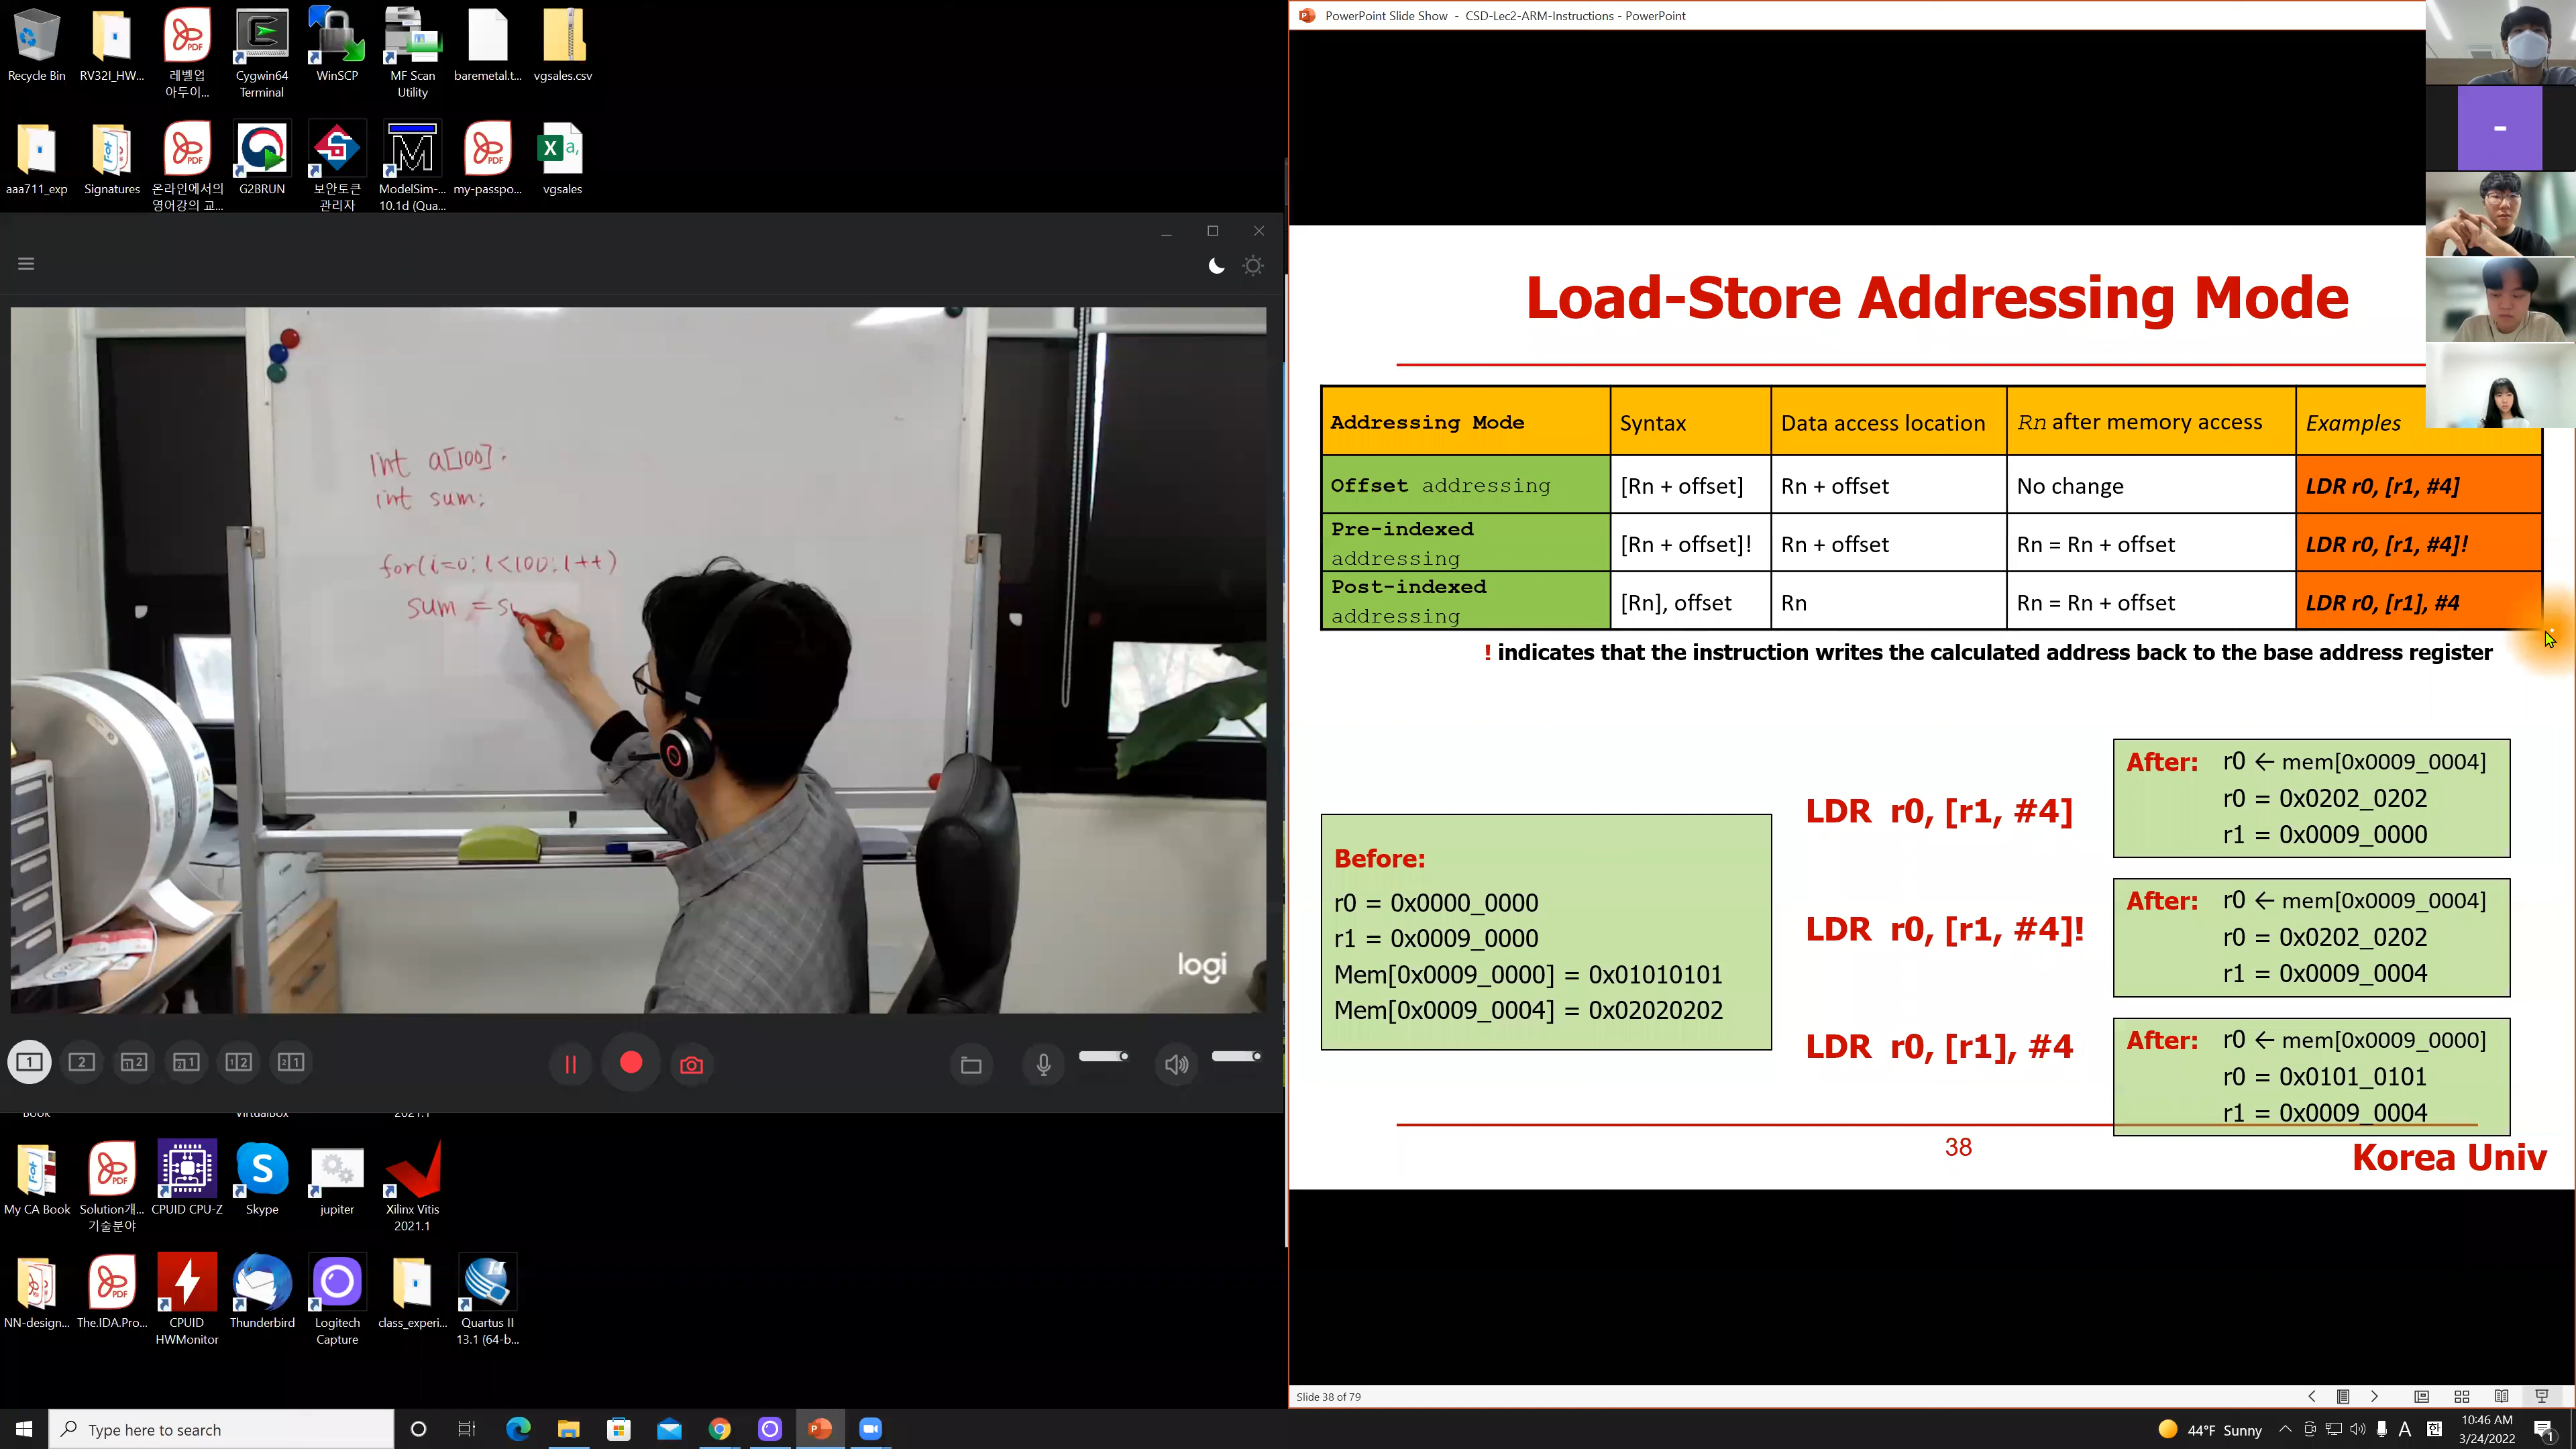 Recycle Bin
RV32I_HW...
레벨업
아두이...
Cygwin64
Terminal
WinSCP
MF Scan
Utility
baremetal.t...
vgsales.csv
aaa711_exp
Signatures
온라인에서의
영어강의 교...
G2BRUN
보안토큰
관리자
ModelSim-...
10.1d (Qua...
my-passpo...
vgsales
int a[100];
int sum;
for(i=0; i<100; i++)
sum = su
logi
1
2
Book
VirtualBox
2021.1
My CA Book
Solution개...
기술분야
CPUID CPU-Z
Skype
jupiter
Xilinx Vitis
2021.1
NN-design...
The.IDA.Pro...
CPUID
HWMonitor
Thunderbird
Logitech
Capture
class_experi...
Quartus II
13.1 (64-b...
PowerPoint Slide Show - CSD-Lec2-ARM-Instructions - PowerPoint
Load-Store Addressing Mode
Addressing Mode Syntax Data access location Rn after memory access Examples
Offset addressing [Rn + offset] Rn + offset No change LDR r0, [r1, #4]
Pre-indexed addressing [Rn + offset]! Rn + offset Rn = Rn + offset LDR r0, [r1, #4]!
Post-indexed addressing [Rn], offset Rn Rn = Rn + offset LDR r0, [r1], #4
! indicates that the instruction writes the calculated address back to the base address register
Before:
r0 = 0x0000_0000
r1 = 0x0009_0000
Mem[0x0009_0000] = 0x01010101
Mem[0x0009_0004] = 0x02020202
LDR r0, [r1, #4]
After: r0 ← mem[0x0009_0004]
r0 = 0x0202_0202
r1 = 0x0009_0000
LDR r0, [r1, #4]!
After: r0 ← mem[0x0009_0004]
r0 = 0x0202_0202
r1 = 0x0009_0004
LDR r0, [r1], #4
After: r0 ← mem[0x0009_0000]
r0 = 0x0101_0101
r1 = 0x0009_0004
38
Korea Univ
Slide 38 of 79
Type here to search
44°F Sunny
A
한
10:46 AM
3/24/2022
1